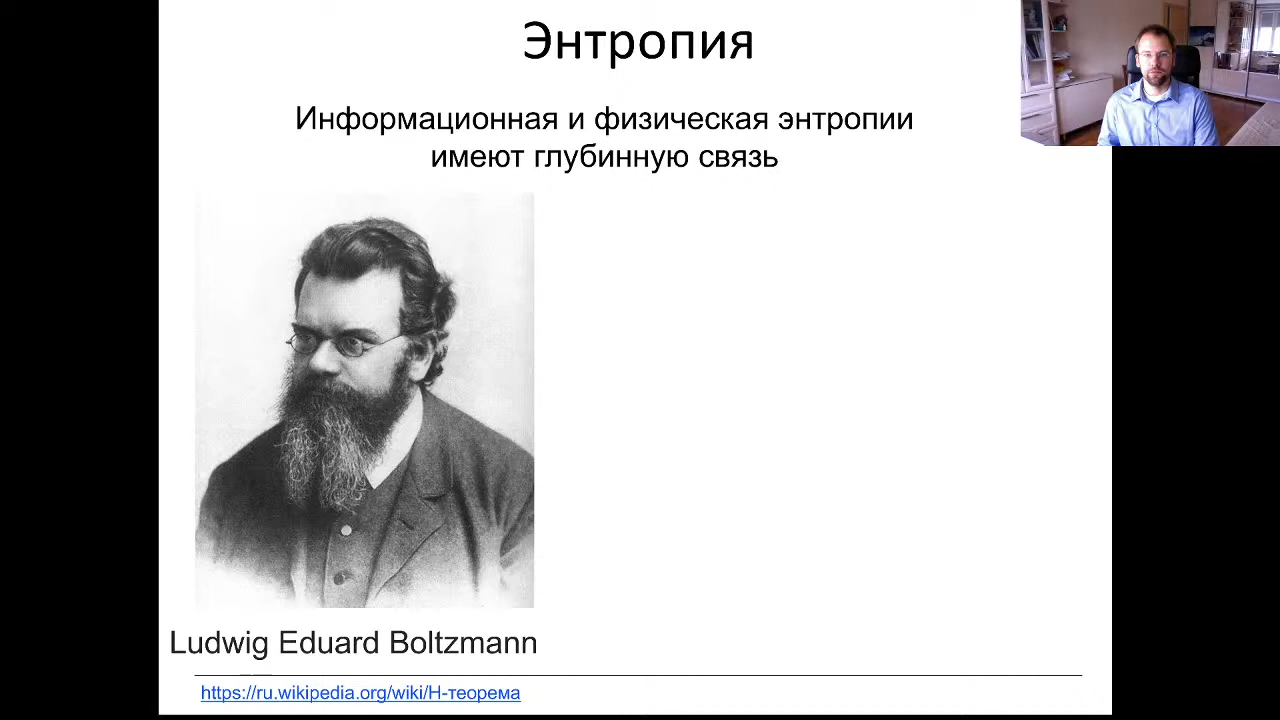 Энтропия
Информационная и физическая энтропии
имеют глубинную связь
Ludwig Eduard Boltzmann
https://ru.wikipedia.org/wiki/Н-теорема